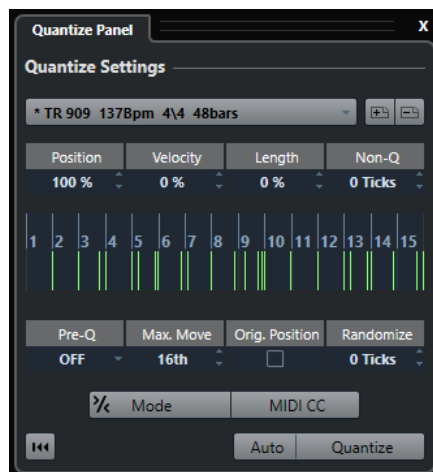 Quantize Panel X
Quantize Settings
* TR 909 137Bpm 4\4 48bars
Position Velocity Length Non-Q
100 % 0 % 0 % 0 Ticks
1 2 3 4 5 6 7 8 9 10 11 12 13 14 15
Pre-Q Max. Move Orig. Position Randomize
OFF 16th 0 Ticks
Mode MIDI CC
Auto Quantize